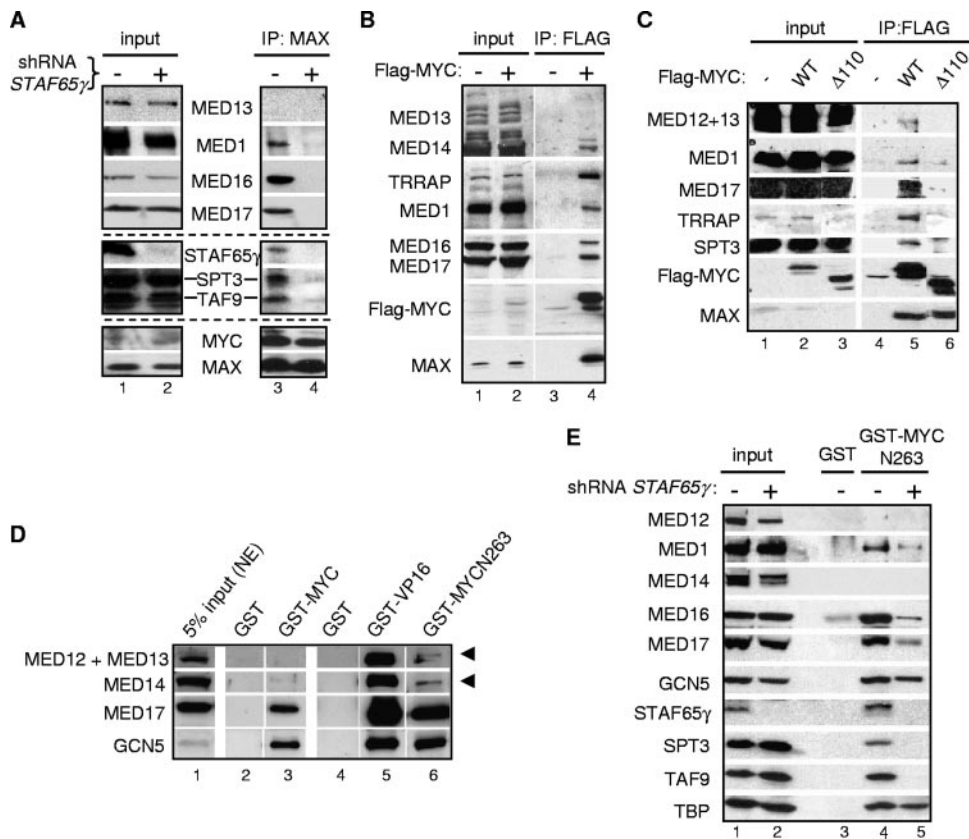 A
input
IP: MAX
shRNA
STAF65γ
- + - +
MED13
MED1
MED16
MED17
STAF65γ
SPT3
TAF9
MYC
MAX
1 2 3 4
B
input IP: FLAG
Flag-MYC: - + - +
MED13
MED14
TRRAP
MED1
MED16
MED17
Flag-MYC
MAX
1 2 3 4
C
input IP:FLAG
Flag-MYC: - WT Δ110 - WT Δ110
MED12+13
MED1
MED17
TRRAP
SPT3
Flag-MYC
MAX
1 2 3 4 5 6
D
5% input (NE) GST GST-MYC GST GST-VP16 GST-MYCN263
MED12 + MED13
MED14
MED17
GCN5
1 2 3 4 5 6
E
input GST GST-MYC
N263
shRNA STAF65γ: - + - - +
MED12
MED1
MED14
MED16
MED17
GCN5
STAF65γ
SPT3
TAF9
TBP
1 2 3 4 5